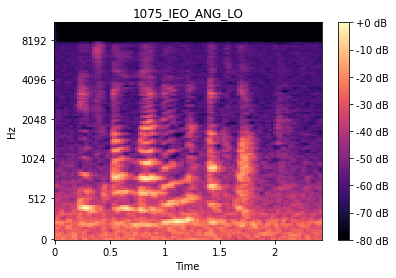 1075_IEO_ANG_LO
+0 dB
8192
-10 dB
4096
-20 dB
-30 dB
2048
Hz
-40 dB
1024
-50 dB
512
-60 dB
-70 dB
0
-80 dB
0 0.5 1 1.5 2
Time